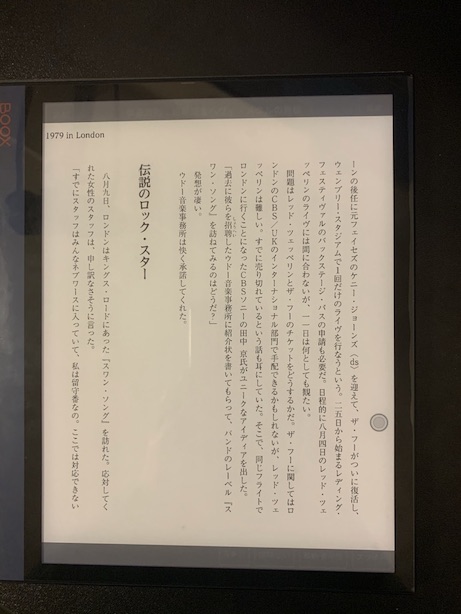 BOOX
1979 in London
ーンの後任に元フェイセズのケニー・ジョーンズ〈ds〉を迎えて、ザ・フーがついに復活し、
ウェンブリー・スタジアムで1回だけのライヴを行なうという。二五日から始まるレディング・
フェスティヴァルのバックステージ・パスの申請も必要だ。日程的に八月四日のレッド・ツェ
ッペリンのライヴには間に合わないが、一一日は何としても観たい。
問題はレッド・ツェッペリンとザ・フーのチケットをどうするかだ。ザ・フーに関してはロ
ンドンのCBS／UKのインターナショナル部門で手配できるかもしれないが、レッド・ツェ
ッペリンは難しい。すでに売り切れているという話も耳にしていた。そこで、同じフライトで
ロンドンに行くことになったCBSソニーの田中 京氏がユニークなアイディアを出した。
「過去に彼らを招聘したウドー音楽事務所に紹介状を書いてもらって、バンドのレーベル『ス
ワン・ソング』を訪ねてみるのはどうだ？」
発想が凄い。
ウドー音楽事務所は快く承諾してくれた。
伝説のロック・スター
八月九日、ロンドンはキングス・ロードにあった『スワン・ソング』を訪れた。応対してく
れた女性のスタッフは、申し訳なさそうに言った。
「すでにスタッフはみんなネブワースに入っていて、私は留守番なの。ここでは対応できない